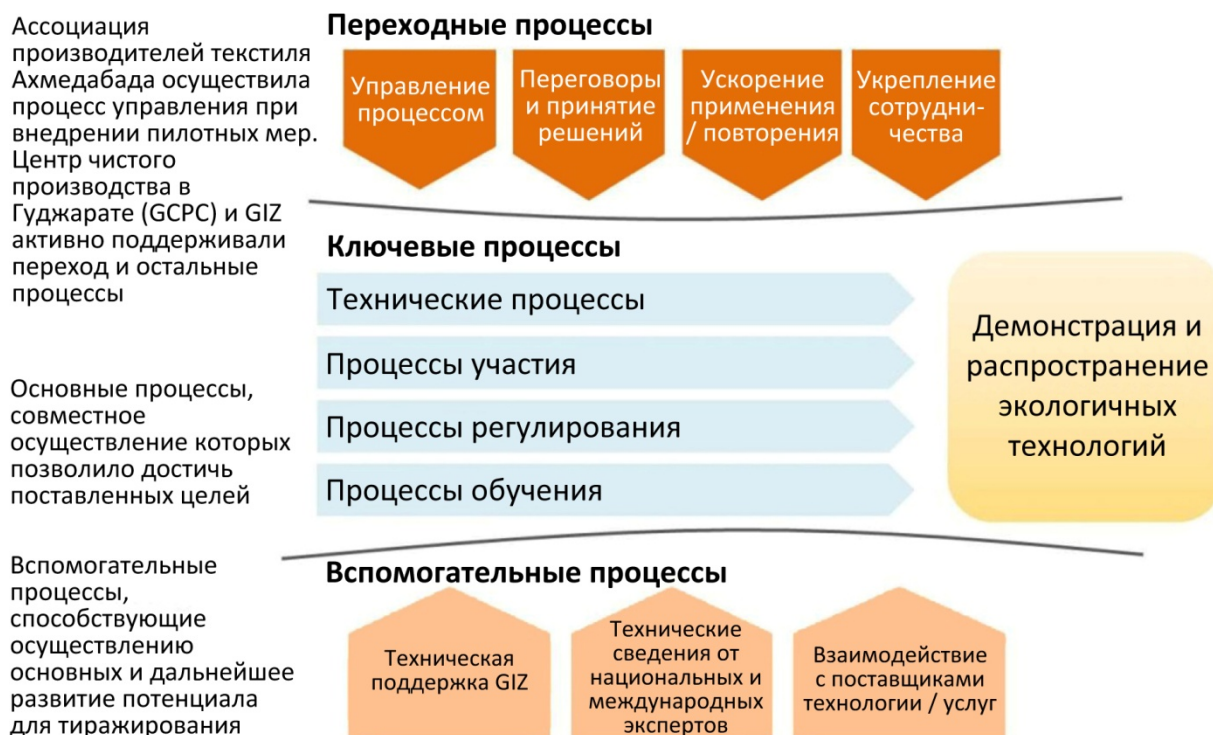 Ассоциация
производителей текстиля
Ахмедабада осуществила
процесс управления при
внедрении пилотных мер.
Центр чистого
производства в
Гуджарате (GCPC) и GIZ
активно поддерживали
переход и остальные
процессы
Переходные процессы
Управление
процессом
Переговоры
и принятие
решений
Ускорение
применения
/ повторения
Укрепление
сотрудни-
чества
Ключевые процессы
Технические процессы
Процессы участия
Процессы регулирования
Процессы обучения
Демонстрация и
распространение
экологичных
технологий
Основные процессы,
совместное
осуществление которых
позволило достичь
поставленных целей
Вспомогательные
процессы,
способствующие
осуществлению
основных и дальнейшее
развитие потенциала
для тиражирования
Вспомогательные процессы
Техническая
поддержка GIZ
Технические
сведения от
национальных и
международных
экспертов
Взаимодействие
с поставщиками
технологии / услуг